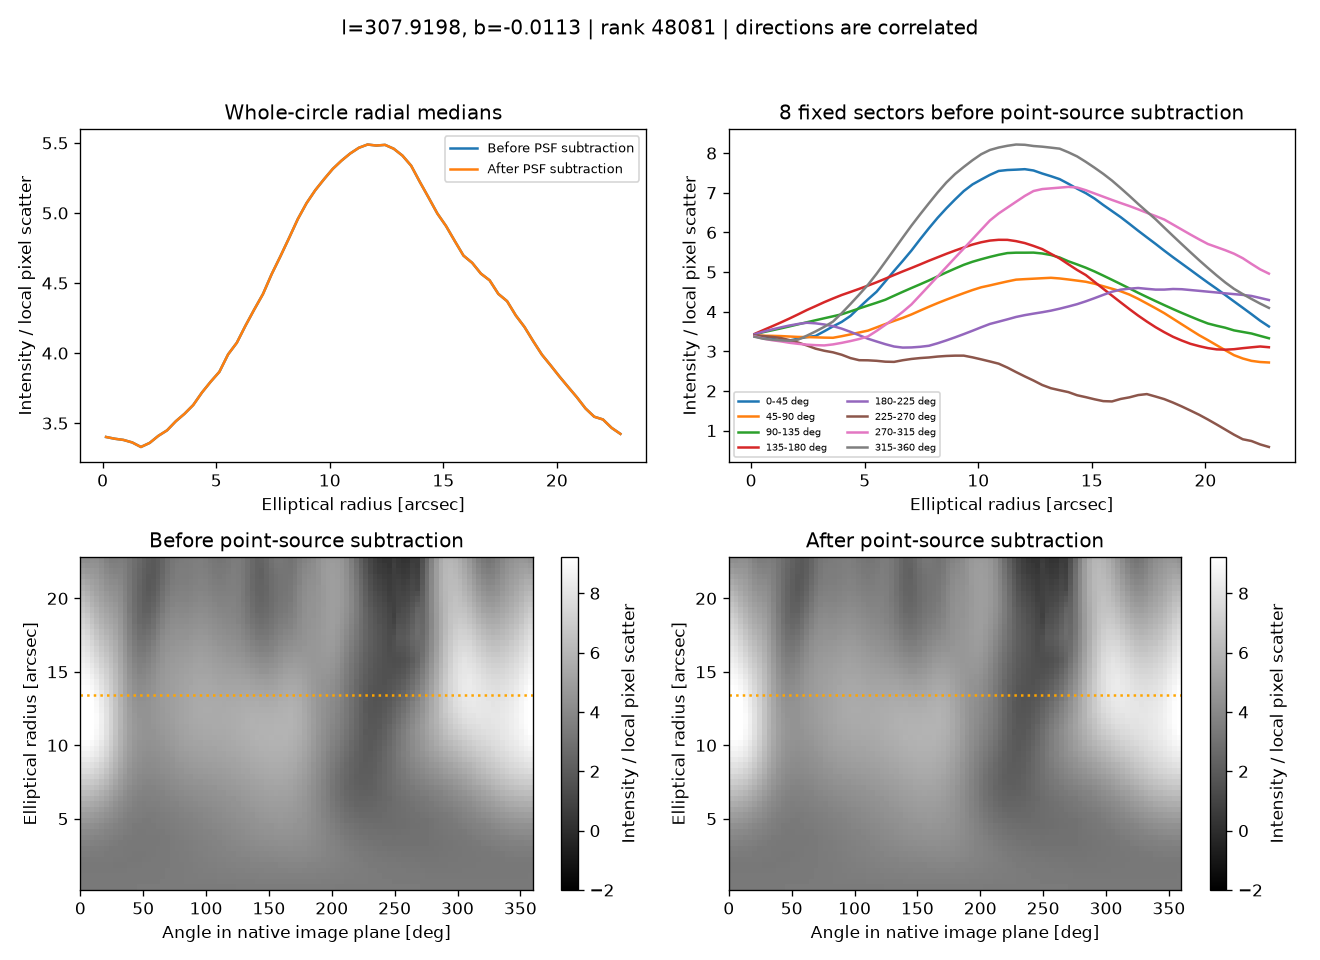 l=307.9198, b=-0.0113 | rank 48081 | directions are correlated
Whole-circle radial medians
Intensity / local pixel scatter
5.5
5.0
4.5
4.0
3.5
Before PSF subtraction
After PSF subtraction
0 5 10 15 20
Elliptical radius [arcsec]
8 fixed sectors before point-source subtraction
Intensity / local pixel scatter
8
7
6
5
4
3
2
1
0-45 deg
45-90 deg
90-135 deg
135-180 deg
180-225 deg
225-270 deg
270-315 deg
315-360 deg
0 5 10 15 20
Elliptical radius [arcsec]
Before point-source subtraction
Elliptical radius [arcsec]
20
15
10
5
0 50 100 150 200 250 300 350
Angle in native image plane [deg]
8
6
4
2
0
−2
Intensity / local pixel scatter
After point-source subtraction
Elliptical radius [arcsec]
20
15
10
5
0 50 100 150 200 250 300 350
Angle in native image plane [deg]
8
6
4
2
0
−2
Intensity / local pixel scatter